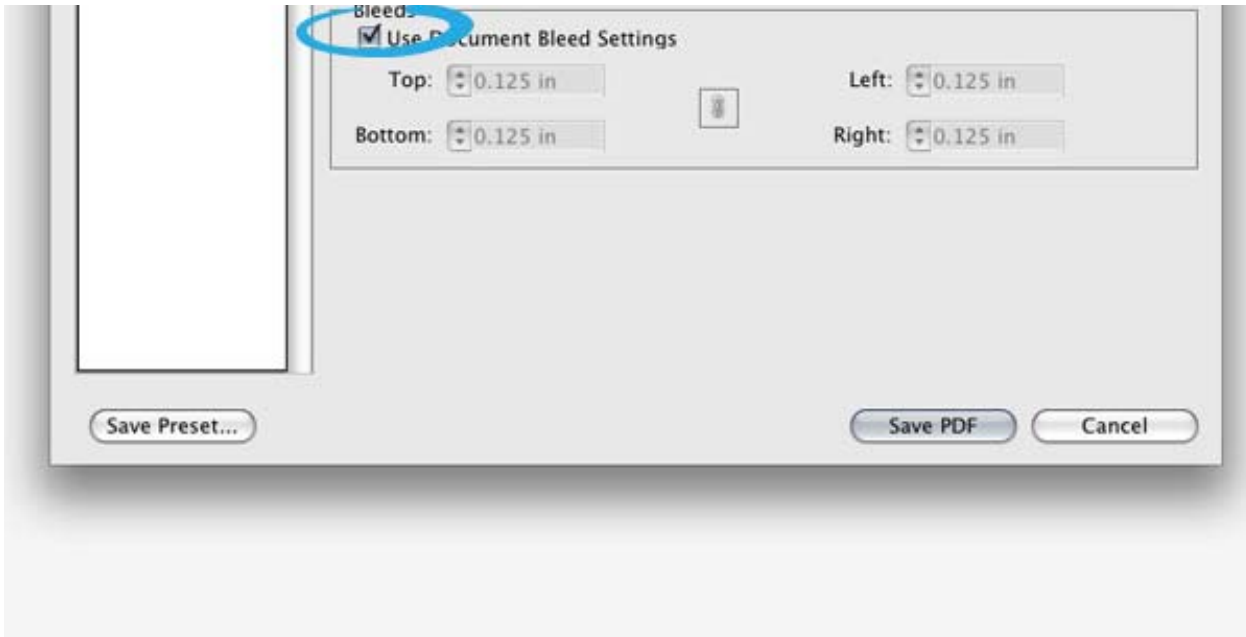 Bleeds
Use Document Bleed Settings
Top: 0.125 in Left: 0.125 in
Bottom: 0.125 in Right: 0.125 in
Save Preset... Save PDF Cancel